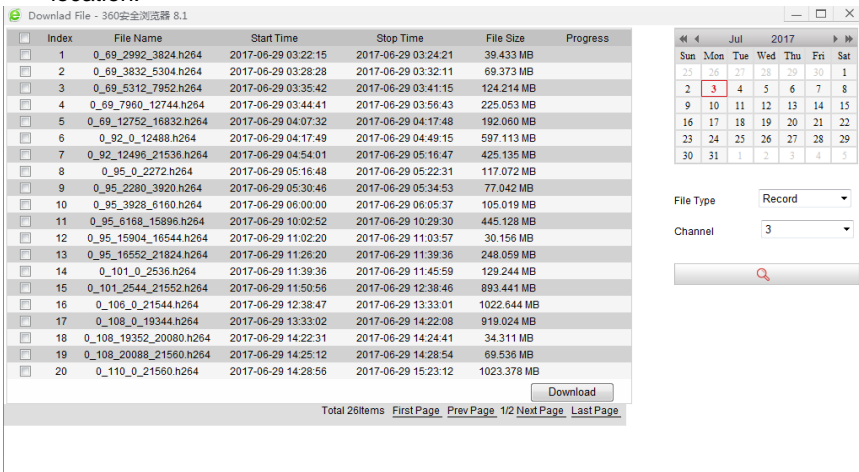 location.
Downlad File - 360安全浏览器 8.1
Index File Name Start Time Stop Time File Size Progress
1 0_69_2992_3824.h264 2017-06-29 03:22:15 2017-06-29 03:24:21 39.433 MB
2 0_69_3832_5304.h264 2017-06-29 03:28:28 2017-06-29 03:32:11 69.373 MB
3 0_69_5312_7952.h264 2017-06-29 03:35:42 2017-06-29 03:41:15 124.214 MB
4 0_69_7960_12744.h264 2017-06-29 03:44:41 2017-06-29 03:56:43 225.053 MB
5 0_69_12752_16832.h264 2017-06-29 04:07:32 2017-06-29 04:17:48 192.060 MB
6 0_92_0_12488.h264 2017-06-29 04:17:49 2017-06-29 04:49:15 597.113 MB
7 0_92_12496_21536.h264 2017-06-29 04:54:01 2017-06-29 05:16:47 425.135 MB
8 0_95_0_2272.h264 2017-06-29 05:16:48 2017-06-29 05:22:31 117.072 MB
9 0_95_2280_3920.h264 2017-06-29 05:30:46 2017-06-29 05:34:53 77.042 MB
10 0_95_3928_6160.h264 2017-06-29 06:00:00 2017-06-29 06:05:37 105.019 MB
11 0_95_6168_15896.h264 2017-06-29 10:02:52 2017-06-29 10:29:30 445.128 MB
12 0_95_15904_16544.h264 2017-06-29 11:02:20 2017-06-29 11:03:57 30.156 MB
13 0_95_16552_21824.h264 2017-06-29 11:26:20 2017-06-29 11:39:36 248.059 MB
14 0_101_0_2536.h264 2017-06-29 11:39:36 2017-06-29 11:45:59 129.244 MB
15 0_101_2544_21552.h264 2017-06-29 11:50:56 2017-06-29 12:38:46 893.441 MB
16 0_106_0_21544.h264 2017-06-29 12:38:47 2017-06-29 13:33:01 1022.644 MB
17 0_108_0_19344.h264 2017-06-29 13:33:02 2017-06-29 14:22:08 919.024 MB
18 0_108_19352_20080.h264 2017-06-29 14:22:31 2017-06-29 14:24:41 34.311 MB
19 0_108_20088_21560.h264 2017-06-29 14:25:12 2017-06-29 14:28:54 69.536 MB
20 0_110_0_21560.h264 2017-06-29 14:28:56 2017-06-29 15:23:12 1023.378 MB
Download
Total 26Items First Page Prev Page 1/2 Next Page Last Page
Jul 2017
Sun Mon Tue Wed Thu Fri Sat
25 26 27 28 29 30 1
2 3 4 5 6 7 8
9 10 11 12 13 14 15
16 17 18 19 20 21 22
23 24 25 26 27 28 29
30 31 1 2 3 4 5
File Type Record
Channel 3